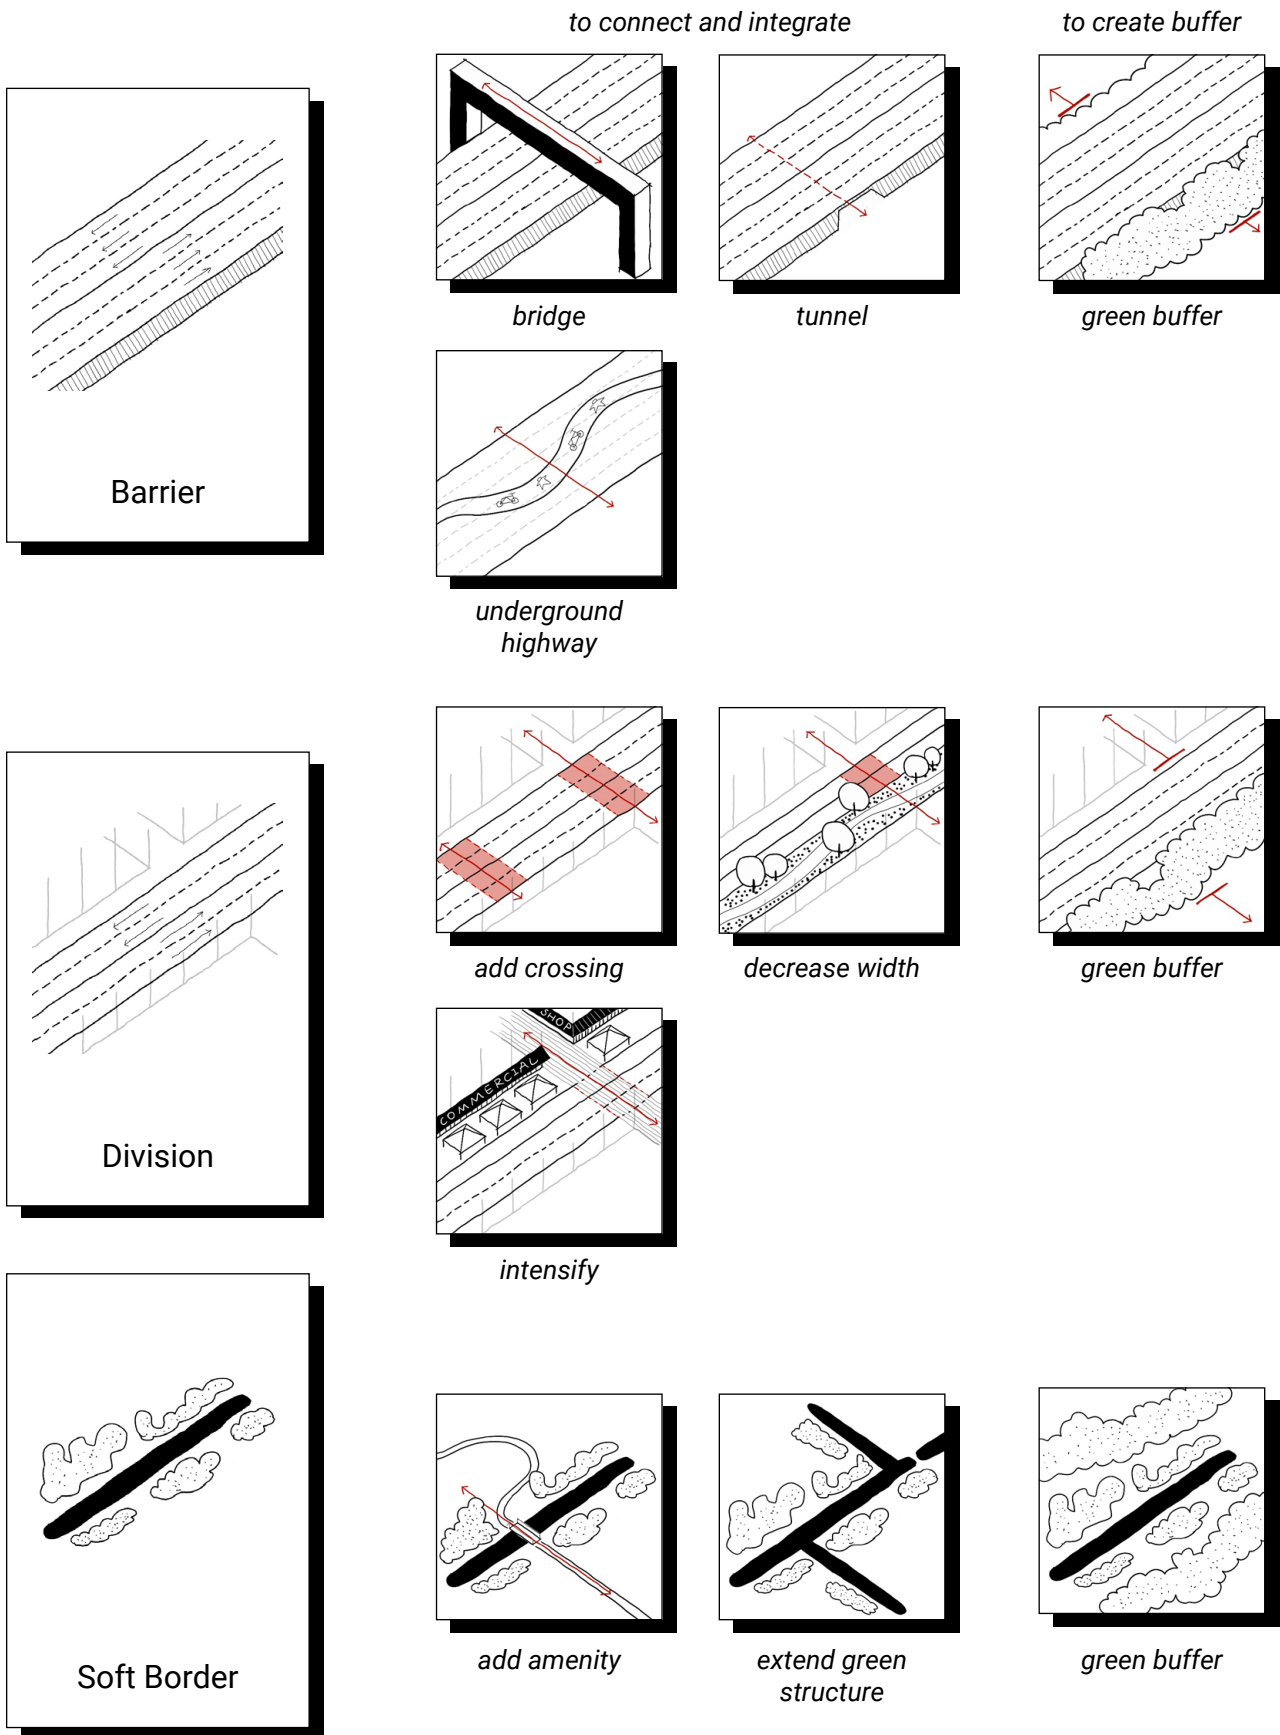 to connect and integrate
to create buffer
Barrier
bridge
tunnel
green buffer
underground
highway
Division
add crossing
decrease width
green buffer
SHOP
COMMERCIAL
intensify
Soft Border
add amenity
extend green
structure
green buffer